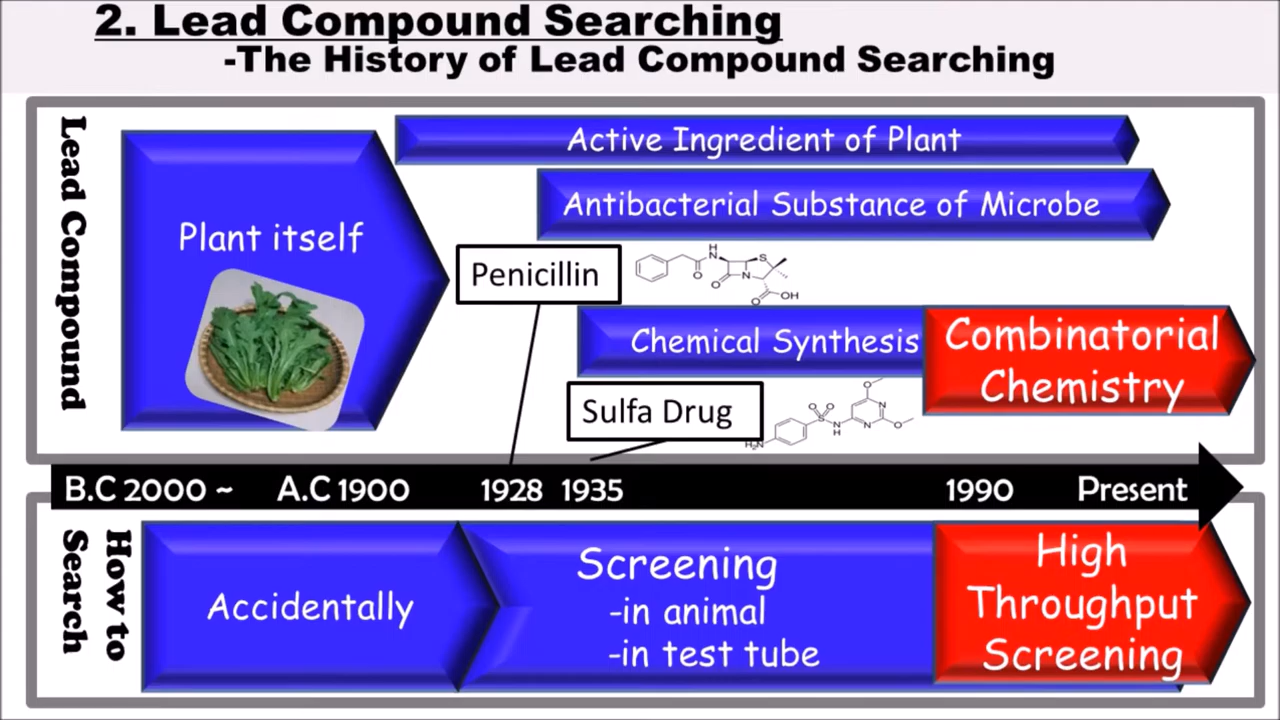 2. Lead Compound Searching
-The History of Lead Compound Searching
Lead Compound
Plant itself
Active Ingredient of Plant
Antibacterial Substance of Microbe
Penicillin
H
N
O
O
N
S
O
OH
Chemical Synthesis
Combinatorial
Chemistry
Sulfa Drug
H₂N
O
O
S
N
H
O
N
N
O
B.C 2000 ~
A.C 1900
1928
1935
1990
Present
How to
Search
Accidentally
Screening
-in animal
-in test tube
High
Throughput
Screening